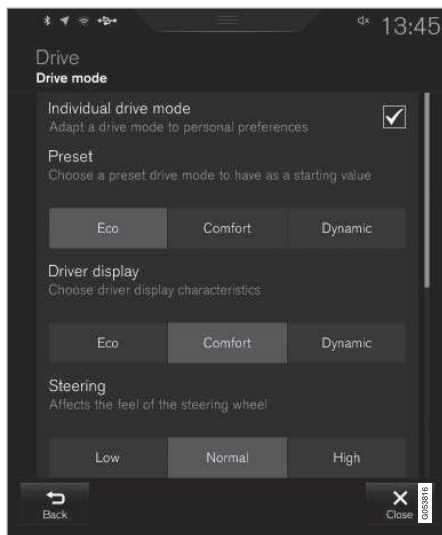 13:45
Drive
Drive mode
Individual drive mode
Adapt a drive mode to personal preferences
Preset
Choose a preset drive mode to have as a starting value
Eco Comfort Dynamic
Driver display
Choose driver display characteristics
Eco Comfort Dynamic
Steering
Affects the feel of the steering wheel
Low Normal High
Back Close
G053816